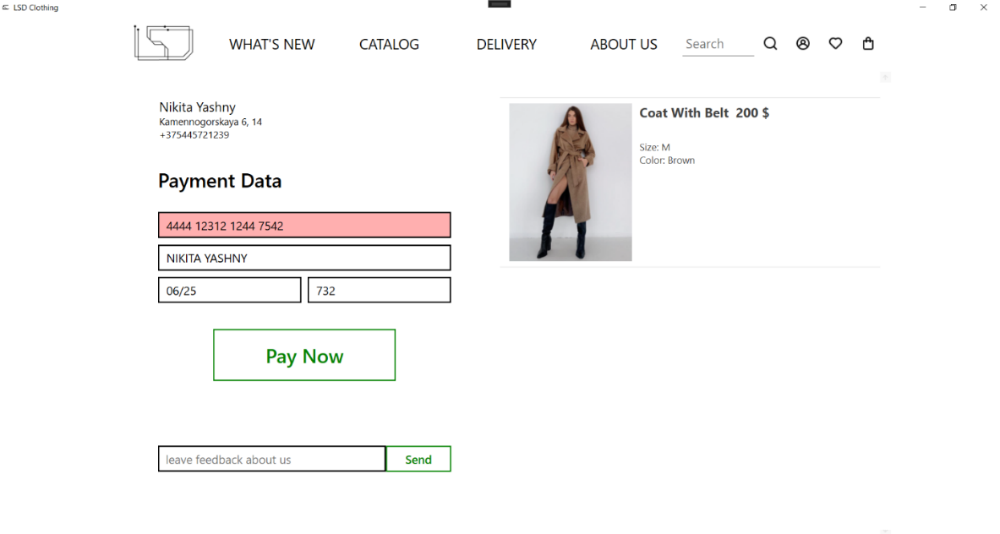 LSD Clothing
LSD
WHAT'S NEW CATALOG DELIVERY ABOUT US Search
Nikita Yashny
Kamennogorskaya 6, 14
+375445721239
Payment Data
4444 12312 1244 7542
NIKITA YASHNY
06/25 732
Pay Now
leave feedback about us Send
Coat With Belt 200 $
Size: M
Color: Brown